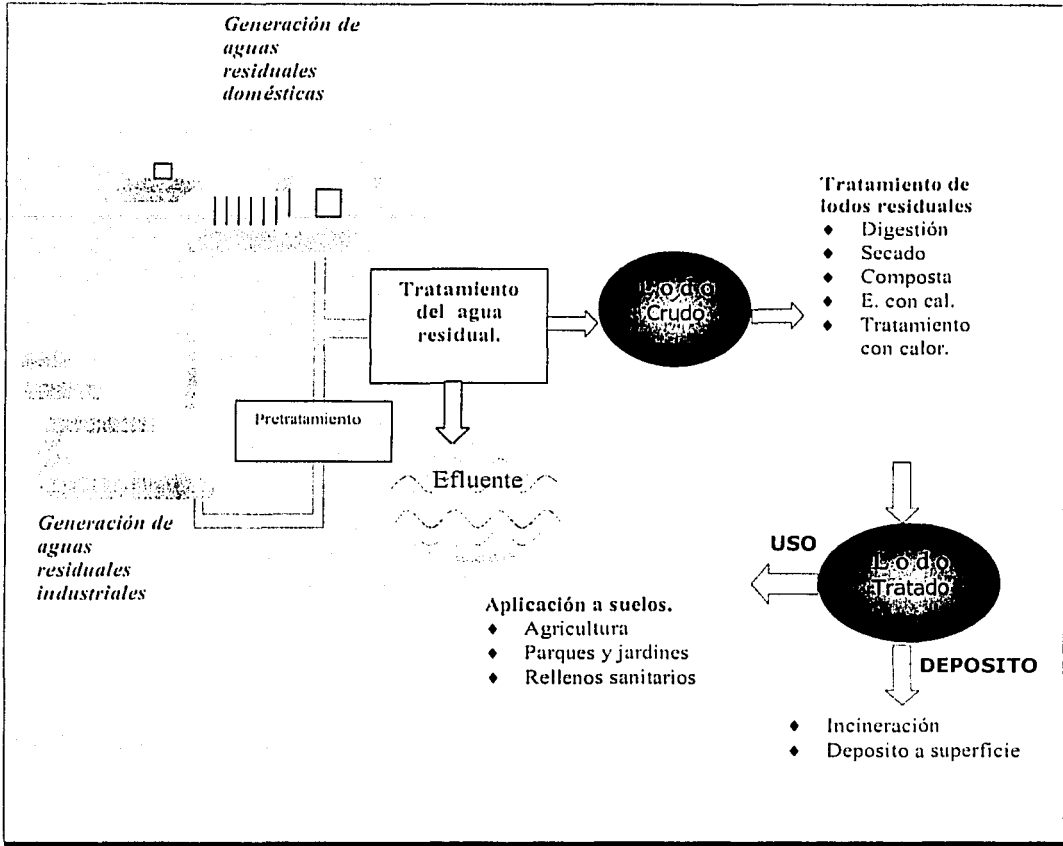 Generación de
aguas
residuales
domésticas
Tratamiento
del agua
residual.
Lodo
Crudo
Tratamiento de
lodos residuales
♦ Digestión
♦ Secado
♦ Composta
♦ E. con cal.
♦ Tratamiento
con calor.
Pretratamiento
Efluente
Generación de
aguas
residuales
industriales
USO
Lodo
Tratado
Aplicación a suelos.
♦ Agricultura
♦ Parques y jardines
♦ Rellenos sanitarios
DEPOSITO
♦ Incineración
♦ Deposito a superficie